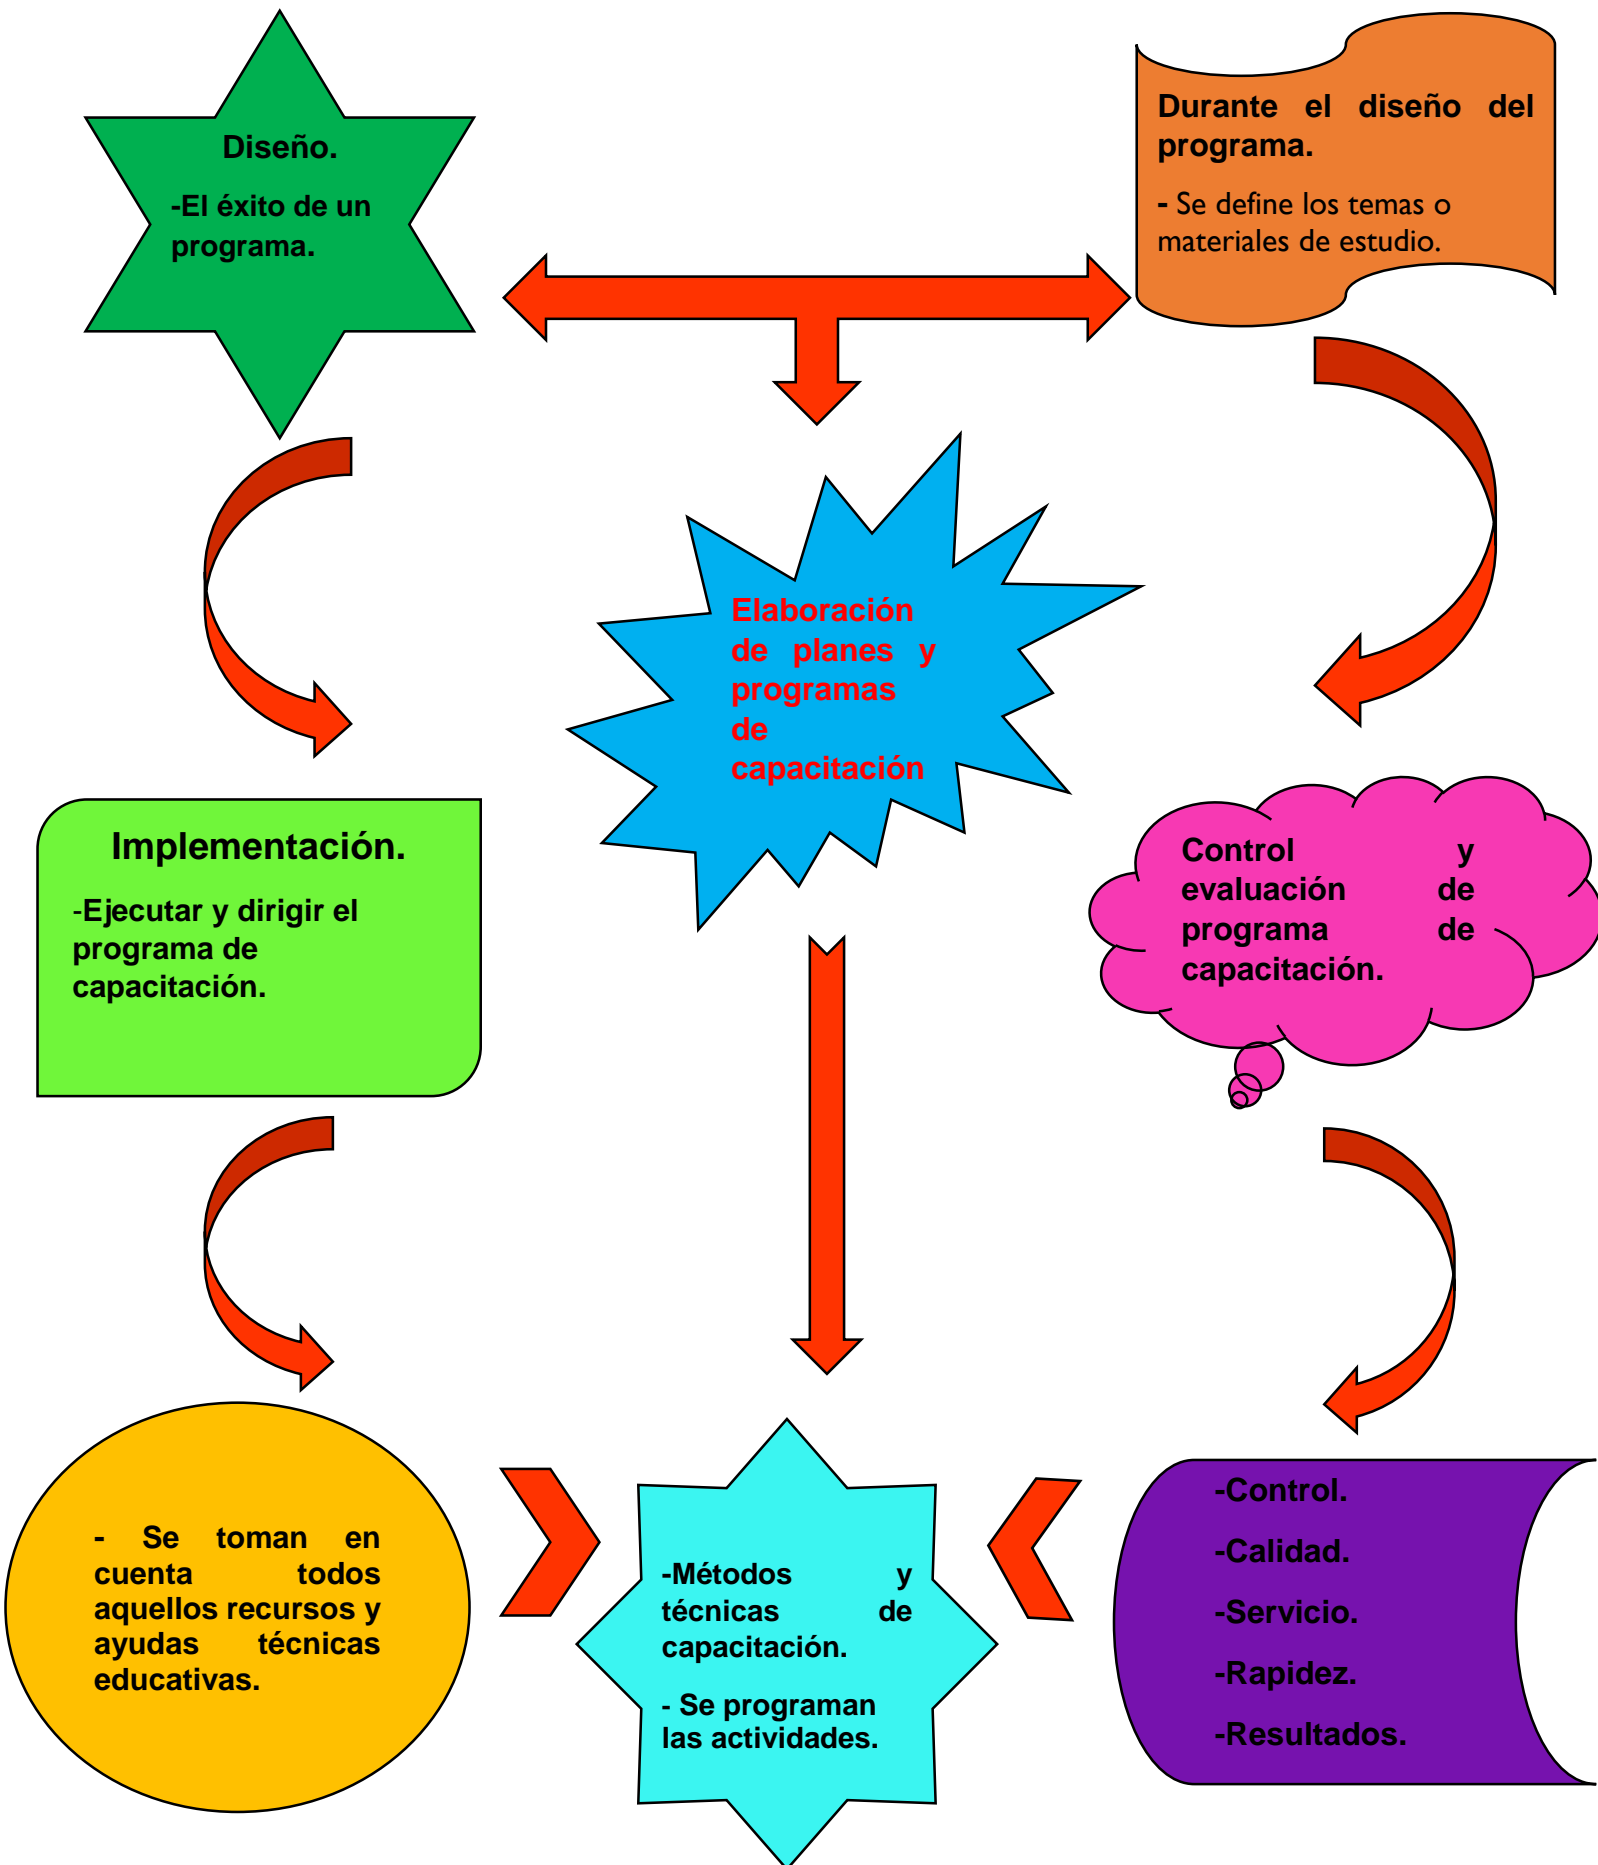 Diseño.
-El éxito de un
programa.
Durante el diseño del
programa.
- Se define los temas o
materiales de estudio.
Elaboración
de planes y
programas
de
capacitación
Implementación.
-Ejecutar y dirigir el
programa de
capacitación.
Control y
evaluación de
programa de
capacitación.
- Se toman en
cuenta todos
aquellos recursos y
ayudas técnicas
educativas.
-Métodos y
técnicas de
capacitación.
- Se programan
las actividades.
-Control.
-Calidad.
-Servicio.
-Rapidez.
-Resultados.